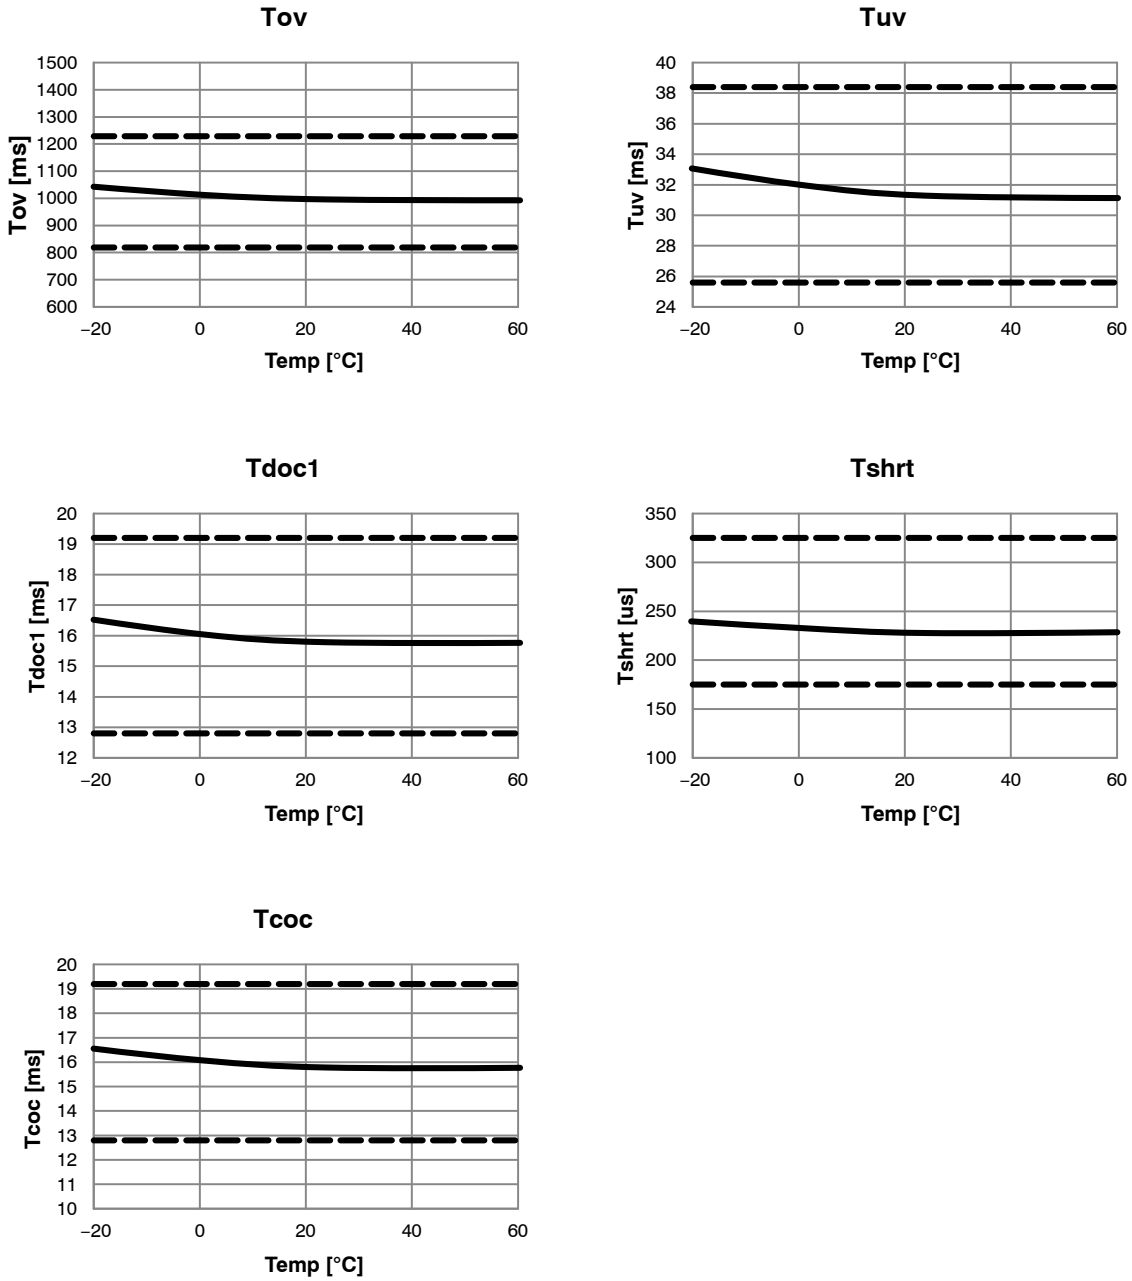 Tov
Tov [ms]
1500
1400
1300
1200
1100
1000
900
800
700
600
−20 0 20 40 60
Temp [°C]
Tuv
Tuv [ms]
40
38
36
34
32
30
28
26
24
−20 0 20 40 60
Temp [°C]
Tdoc1
Tdoc1 [ms]
20
19
18
17
16
15
14
13
12
−20 0 20 40 60
Temp [°C]
Tshrt
Tshrt [us]
350
300
250
200
150
100
−20 0 20 40 60
Temp [°C]
Tcoc
Tcoc [ms]
20
19
18
17
16
15
14
13
12
11
10
−20 0 20 40 60
Temp [°C]